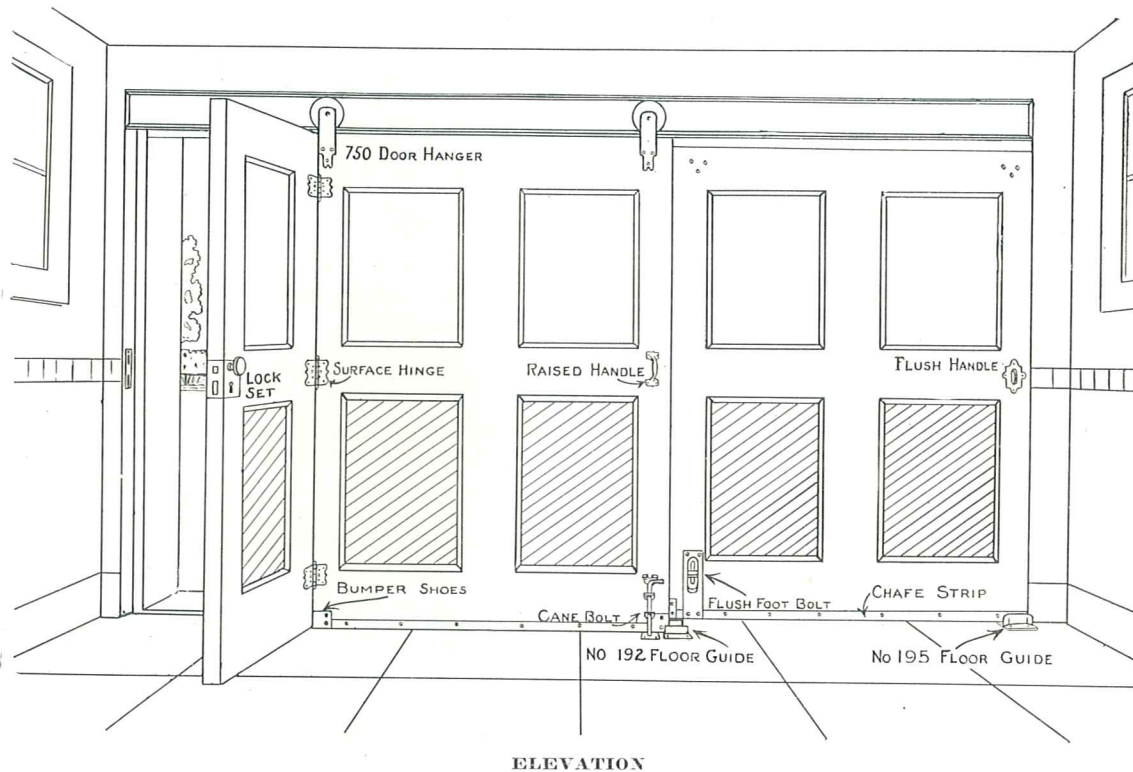 750 DOOR HANGER
SURFACE HINGE
RAISED HANDLE
FLUSH HANDLE
LOCK
SET
BUMPER SHOES
CANE BOLT
FLUSH FOOT BOLT
CHAFE STRIP
NO 192 FLOOR GUIDE
NO 195 FLOOR GUIDE
ELEVATION